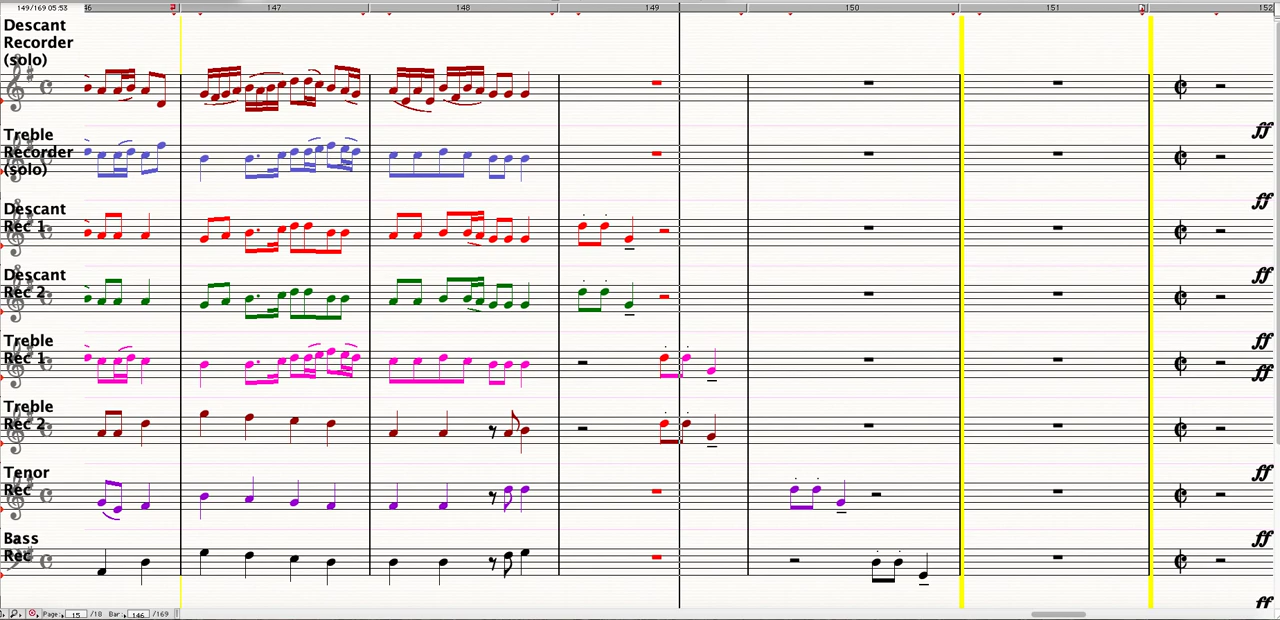 149/169 05:53
46 147 148 149 150 151 152
Descant
Recorder
(solo)
ff
Treble
Recorder
(solo)
ff
Descant
Rec 1
ff
Descant
Rec 2
ff
Treble
Rec 1
ff
Treble
Rec 2
ff
Tenor
Rec
ff
Bass
Rec
ff
Page: 15 /18 Bar: 146 /169